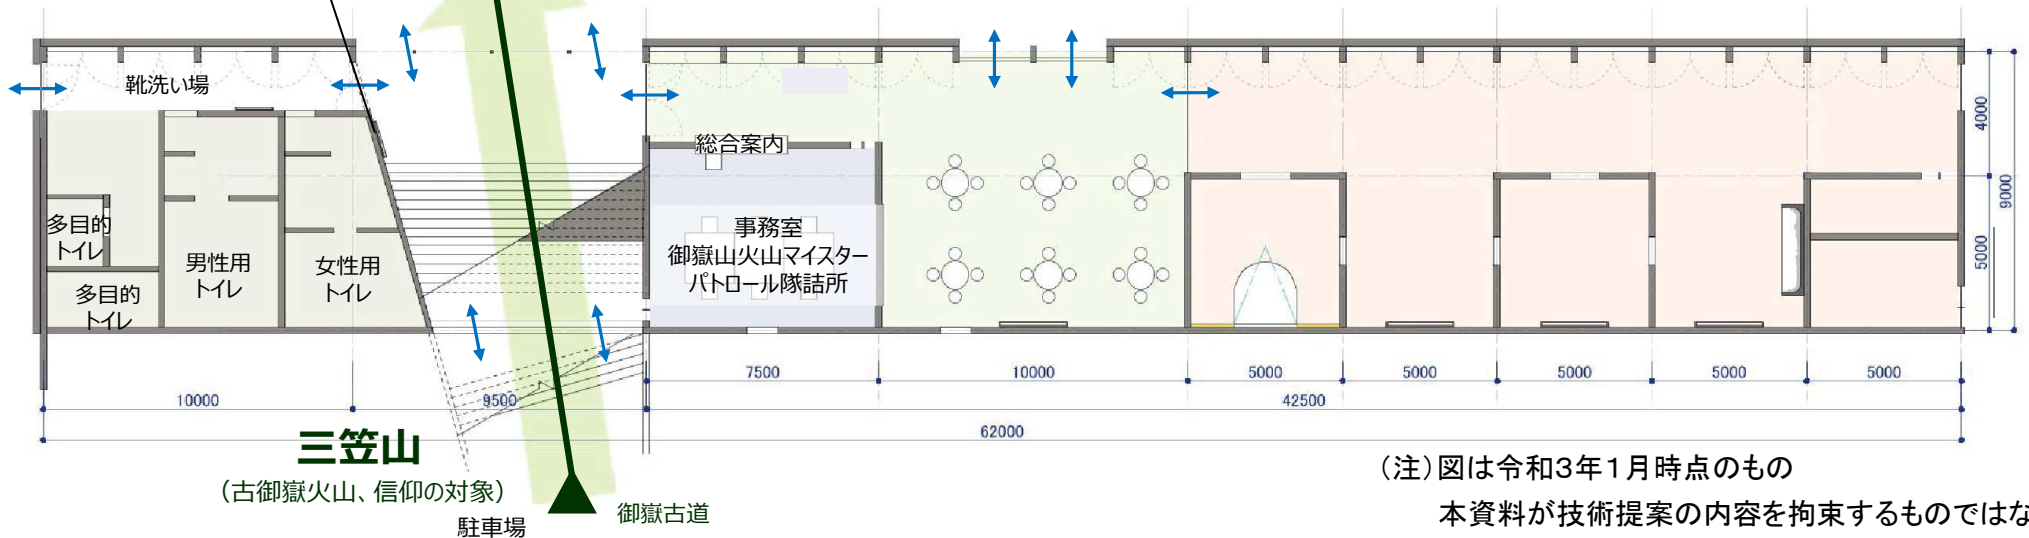 靴洗い場
総合案内
多目的
トイレ
男性用
トイレ
女性用
トイレ
多目的
トイレ
事務室
御嶽山火山マイスター
パトロール隊詰所
4000
9000
5000
7500
10000
5000
5000
5000
5000
5000
10000
9500
42500
62000
三笠山
（古御嶽火山、信仰の対象）
駐車場
御嶽古道
（注）図は令和3年1月時点のもの
本資料が技術提案の内容を拘束するものではな